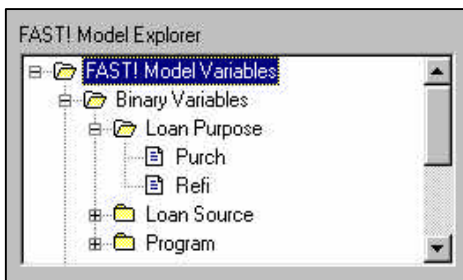 FAST! Model Explorer
FAST! Model Variables
Binary Variables
Loan Purpose
Purch
Refi
Loan Source
Program